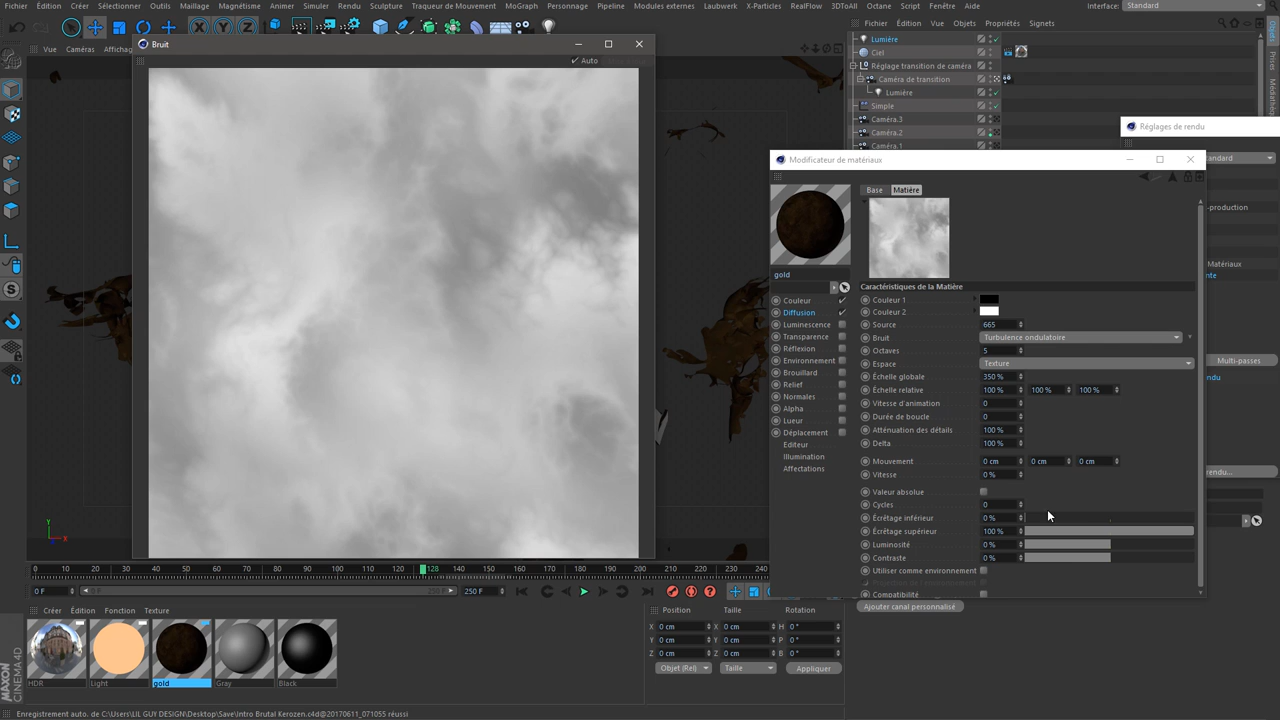 Fichier Édition Créer Sélectionner Outils Maillage Magnétisme Animer Simuler Rendu Sculpture Traqueur de Mouvement MoGraph Personnage Pipeline Modules externes Laubwerk X-Particles RealFlow 3DToAll Octane Script Fenêtre Aide Interface: Standard
Fichier Édition Vue Objets Propriétés Signets
Bruit
Vue Caméras Affichag
Auto
Lumière
Ciel
Réglage transition de caméra
Caméra de transition
Lumière
Simple
Caméra.3
Caméra.2
Caméra.1
Objets
Prises
Réglages de rendu
tandard
-production
Matériaux
nte
Multi-passes
ndu
rendu...
Modificateur de matériaux
Base Matière
gold
Couleur
Diffusion
Luminescence
Transparence
Réflexion
Environnement
Brouillard
Relief
Normales
Alpha
Lueur
Déplacement
Editeur
Illumination
Affectations
Caractéristiques de la Matière
Couleur 1
Couleur 2
Source 665
Bruit Turbulence ondulatoire
Octaves 5
Espace Texture
Échelle globale 350 %
Échelle relative 100 % 100 % 100 %
Vitesse d'animation 0
Durée de boucle 0
Atténuation des détails 100 %
Delta 100 %
Mouvement 0 cm 0 cm 0 cm
Vitesse 0 %
Valeur absolue
Cycles 0
Écrêtage inférieur 0 %
Écrêtage supérieur 100 %
Luminosité 0 %
Contraste 0 %
Utiliser comme environnement
Compatibilité
Ajouter canal personnalisé
Y
X
0 10 20 30 40 50 60 70 80 90 100 110 120 128 140 150 160 170 180 190 200 210 220 230 240
0 F 250 F 250 F
Créer Édition Fonction Texture
HDR Light gold Gray Black
Position Taille Rotation
X 0 cm X 0 cm H 0 °
Y 0 cm Y 0 cm P 0 °
Z 0 cm Z 0 cm B 0 °
Objet (Rel) Taille Appliquer
MAXON
CINEMA 4D
Enregistrement auto. de C:\Users\LIL GUY DESIGN\Desktop\Save\Intro Brutal Kerozen.c4d@20170611_071055 réussi